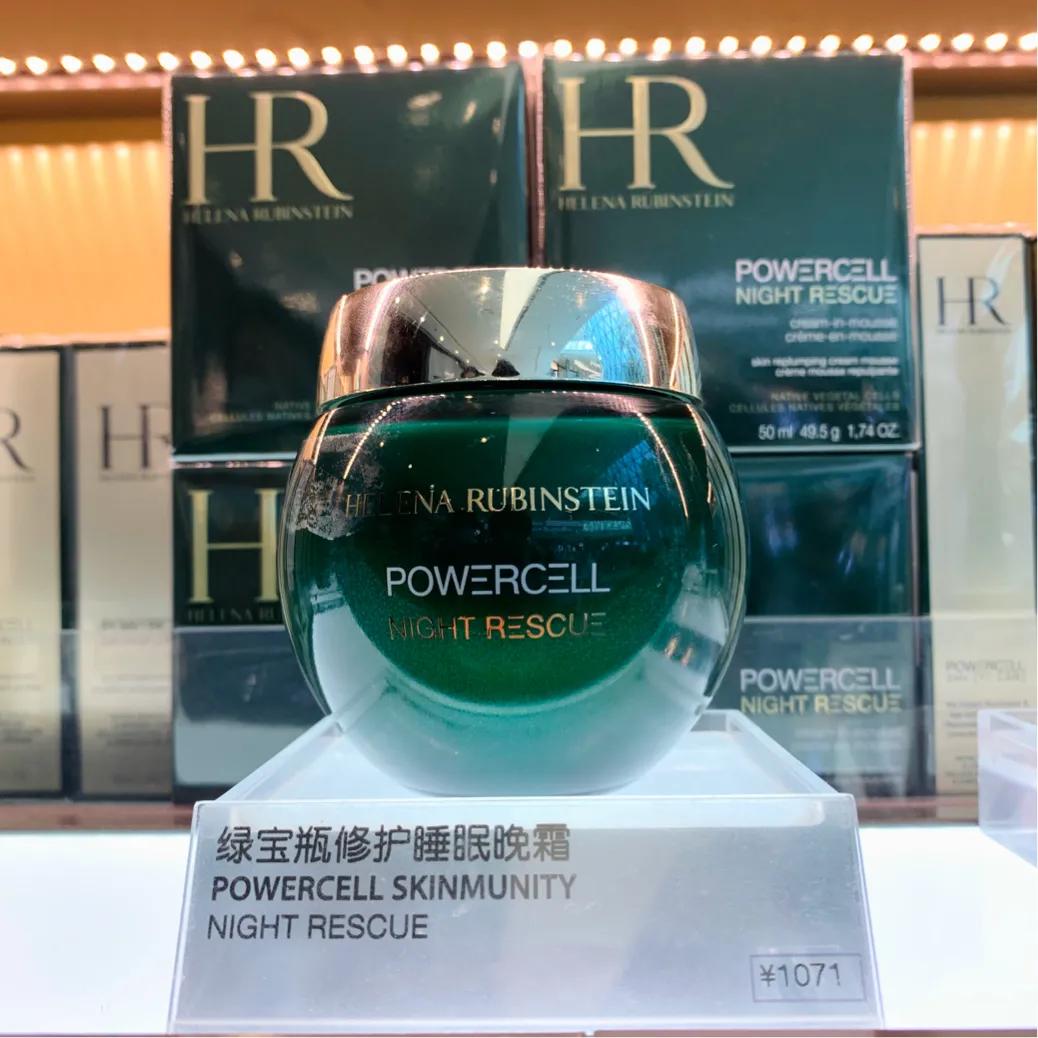 HR
HELENA RUBINSTEIN
HR
HELENA RUBINSTEIN
POWERCELL
NIGHT RESCUE
cream-in-mousse
crème-en-mousse
skin replumping cream mousse
crème mousse repulpante
NATIVE VEGETAL CELLS
CELLULES NATIVES VÉGÉTALES
50 ml 49.5 g 1,74 OZ.
NATIVE
CELLULES NATIVES
HR
HR
HELENA RUBINSTEIN
POWERCELL
NIGHT RESCUE
POWERCELL
NIGHT RESCUE
绿宝瓶修护睡眠晚霜
POWERCELL SKINMUNITY
NIGHT RESCUE
¥1071